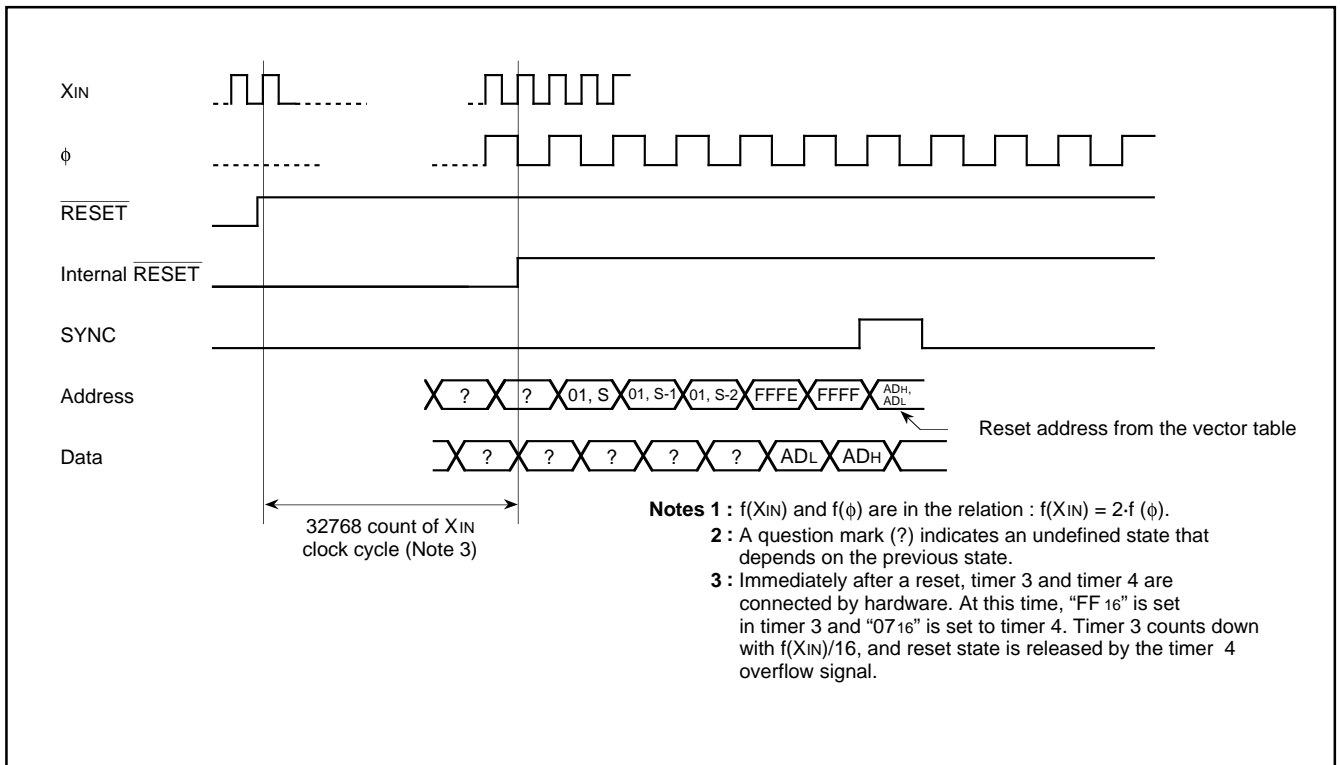 XIN
ϕ
RESET
Internal RESET
SYNC
Address
? ? 01, S 01, S-1 01, S-2 FFFE FFFF ADH,
ADL
Reset address from the vector table
Data
? ? ? ? ? ADL ADH
32768 count of XIN
clock cycle (Note 3)
Notes 1 : f(XIN) and f(ϕ) are in the relation : f(XIN) = 2·f (ϕ).
2 : A question mark (?) indicates an undefined state that
depends on the previous state.
3 : Immediately after a reset, timer 3 and timer 4 are
connected by hardware. At this time, “FF 16” is set
in timer 3 and “0716” is set to timer 4. Timer 3 counts down
with f(XIN)/16, and reset state is released by the timer 4
overflow signal.